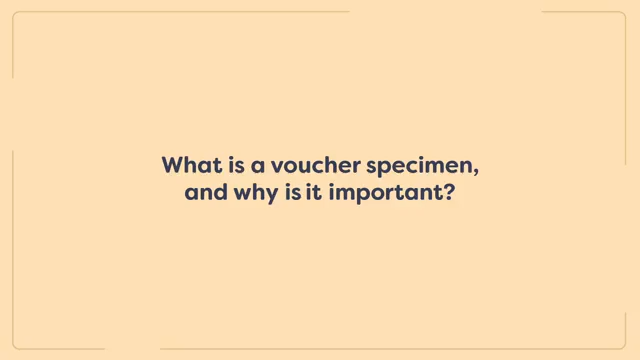 What is a voucher specimen,
and why is it important?